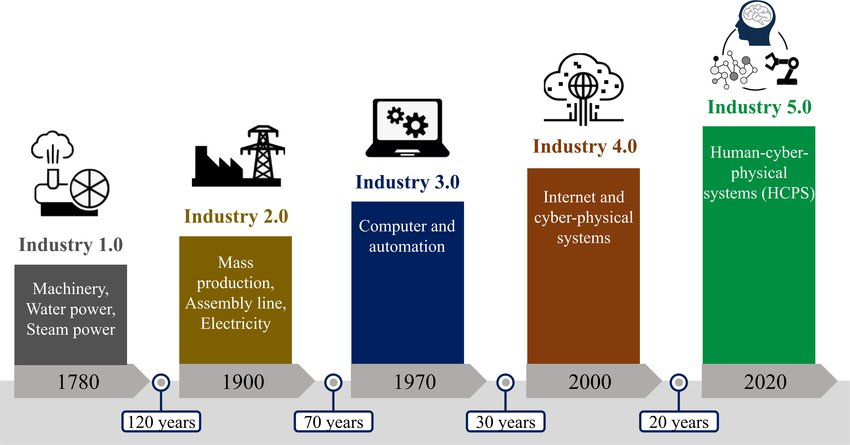 Industry 1.0
Machinery,
Water power,
Steam power
1780
120 years
Industry 2.0
Mass
production,
Assembly line,
Electricity
1900
70 years
Industry 3.0
Computer and
automation
1970
30 years
Industry 4.0
Internet and
cyber-physical
systems
2000
20 years
Industry 5.0
Human-cyber-
physical
systems (HCPS)
2020